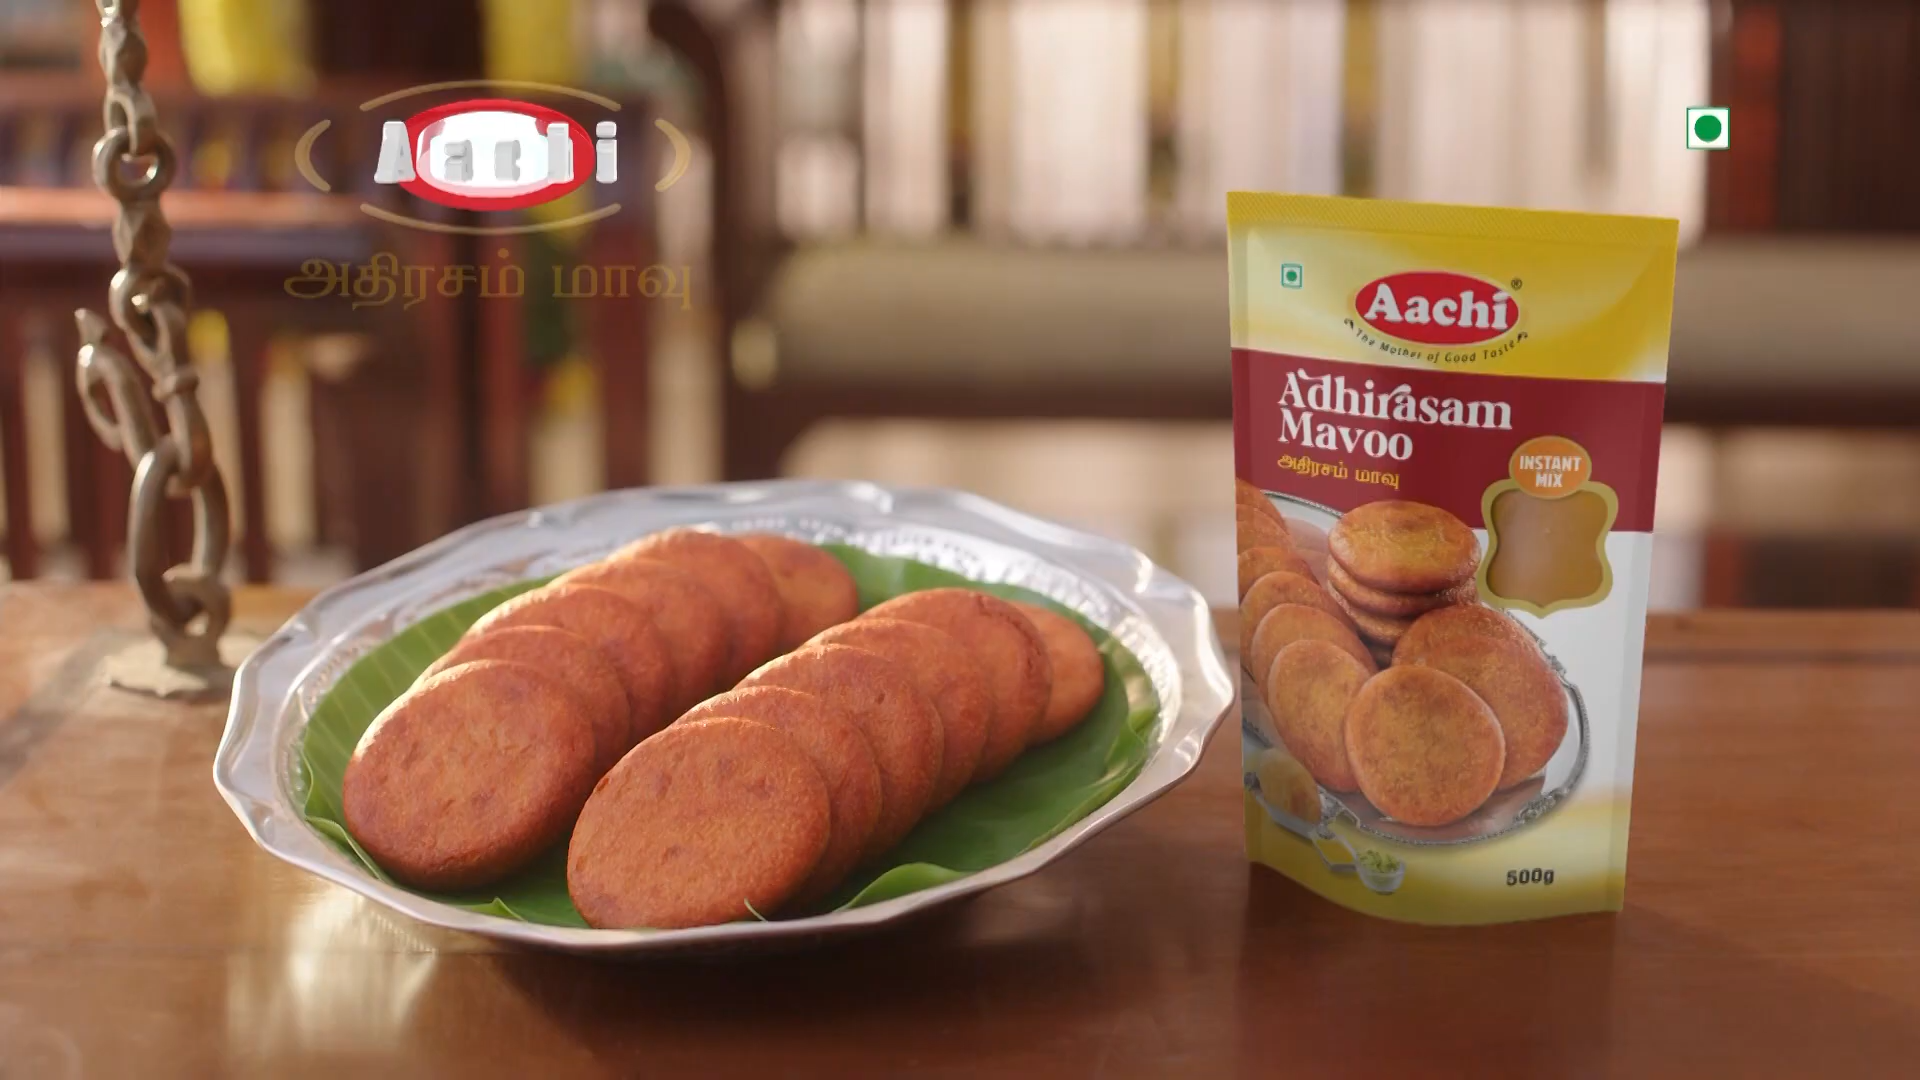 Aachi
அதிரசம் மாவு
Aachi®
The Mother of Good Taste
Adhirasam
Mavoo
அதிரசம் மாவு
INSTANT
MIX
500g